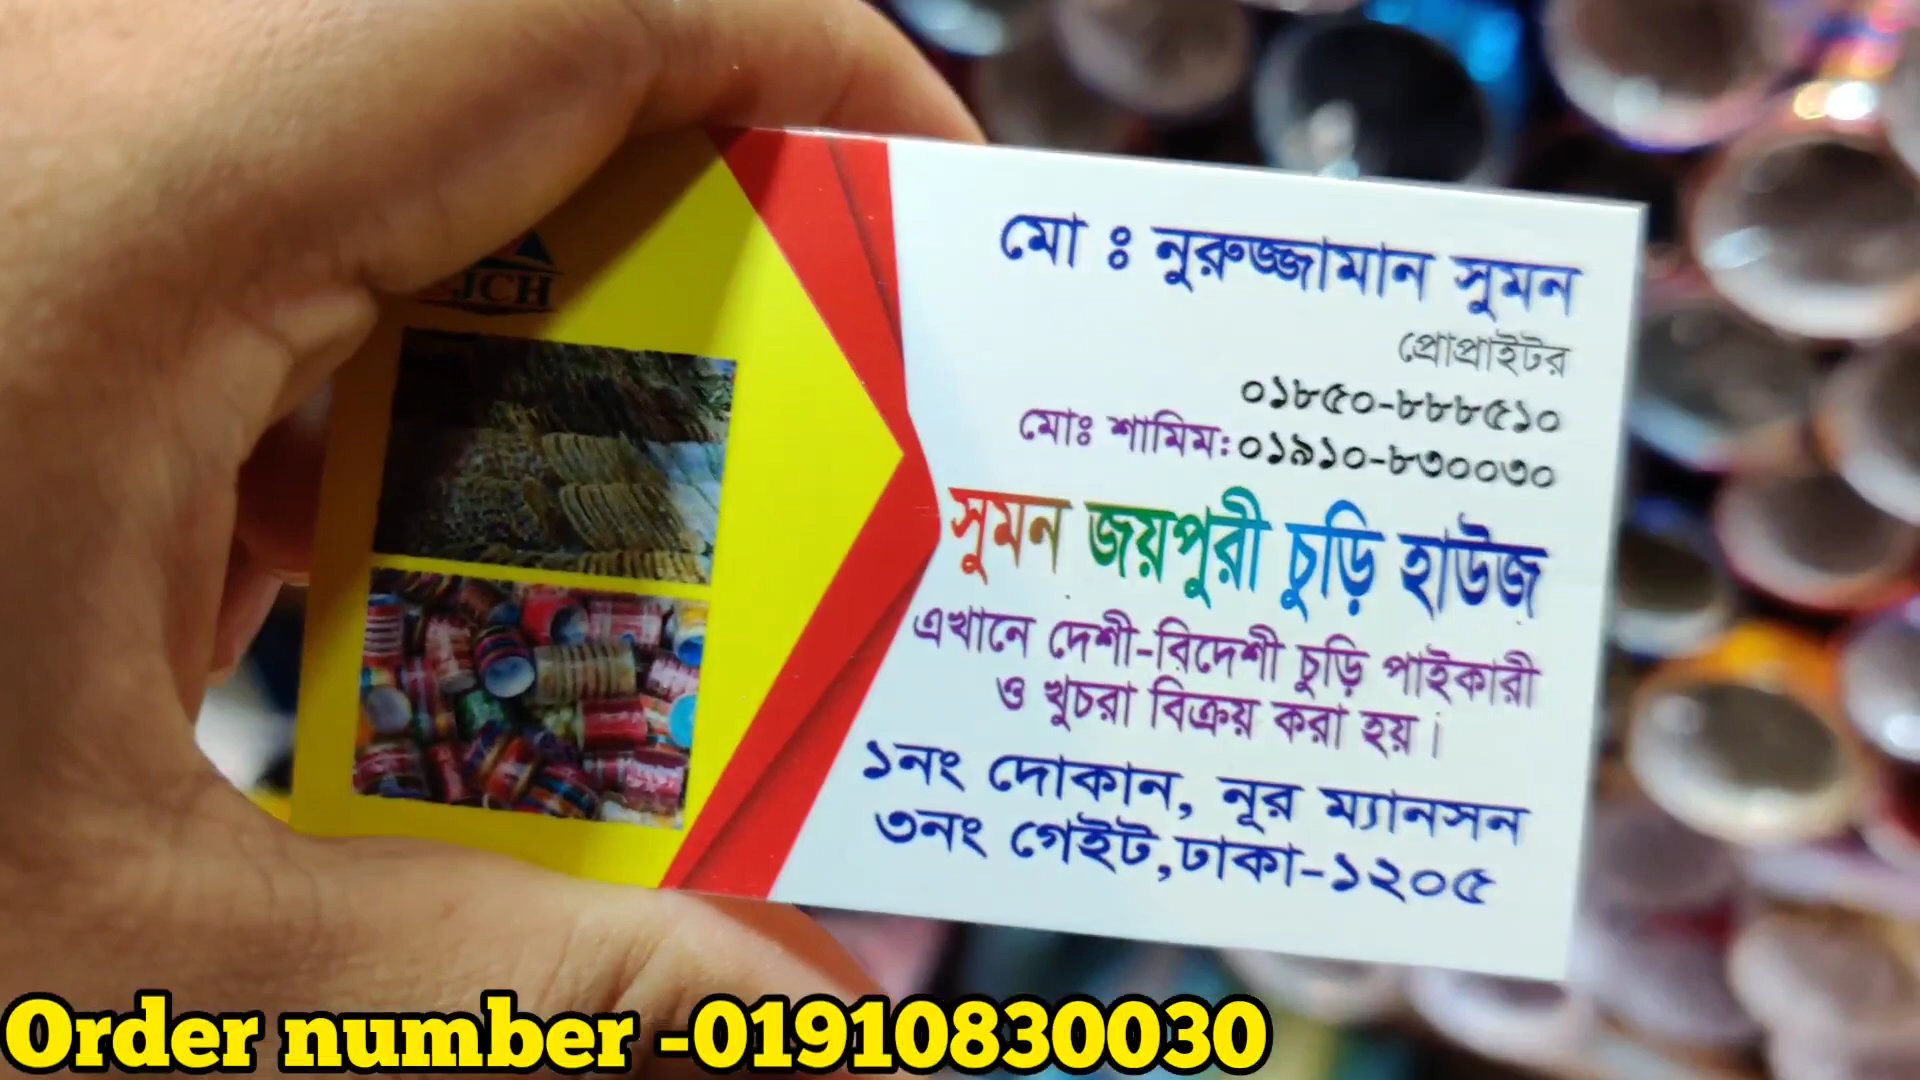 JCH
মো ঃ নুরুজ্জামান সুমন
প্রোপ্রাইটর
০১৮৫০-৮৮৮৫১০
মোঃ শামিম:০১৯১০-৮৩০০৩০
সুমন জয়পুরী চুড়ি হাউজ
এখানে দেশী-বিদেশী চুড়ি পাইকারী
ও খুচরা বিক্রয় করা হয়।
১নং দোকান, নূর ম্যানসন
৩নং গেইট,ঢাকা-১২০৫
Order number -01910830030